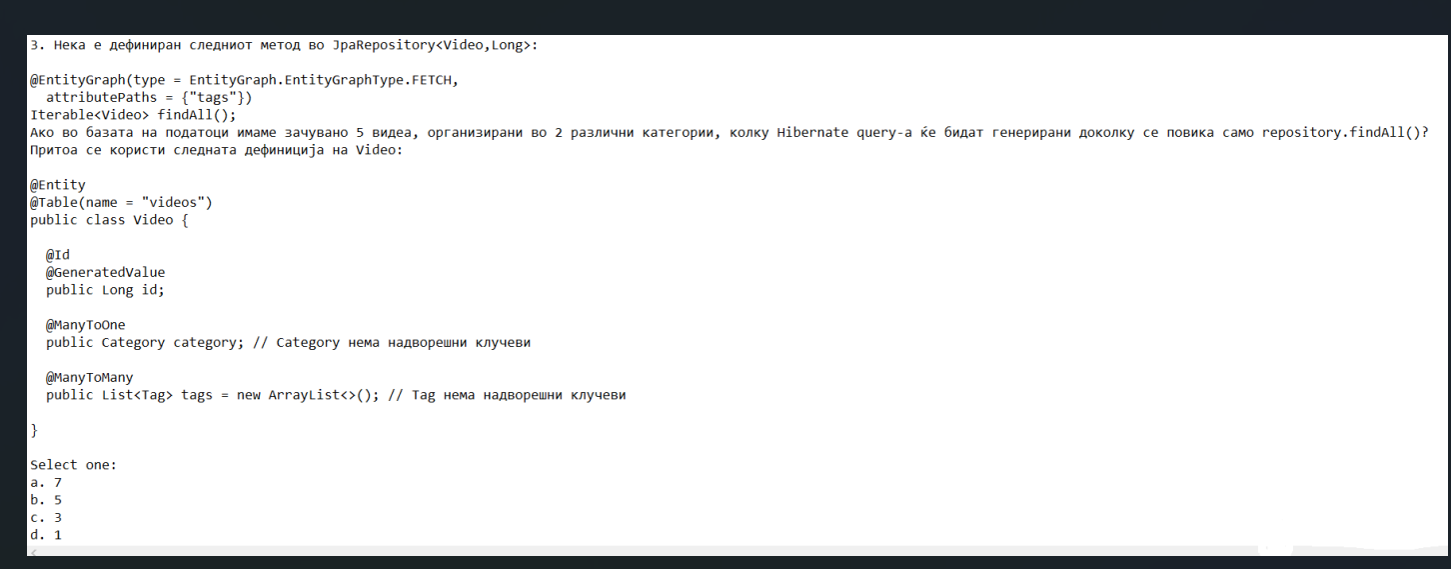 3. Нека е дефиниран следниот метод во JpaRepository<Video,Long>:
@EntityGraph(type = EntityGraph.EntityGraphType.FETCH,
attributePaths = {"tags"})
Iterable<Video> findAll();
Ако во базата на податоци имаме зачувано 5 видеа, организирани во 2 различни категории, колку Hibernate query-а ќе бидат генерирани доколку се повика само repository.findAll()?
Притоа се користи следната дефиниција на Video:
@Entity
@Table(name = "videos")
public class Video {
@Id
@GeneratedValue
public Long id;
@ManyToOne
public Category category; // Category нема надворешни клучеви
@ManyToMany
public List<Tag> tags = new ArrayList<>(); // Tag нема надворешни клучеви
}
Select one:
a. 7
b. 5
c. 3
d. 1